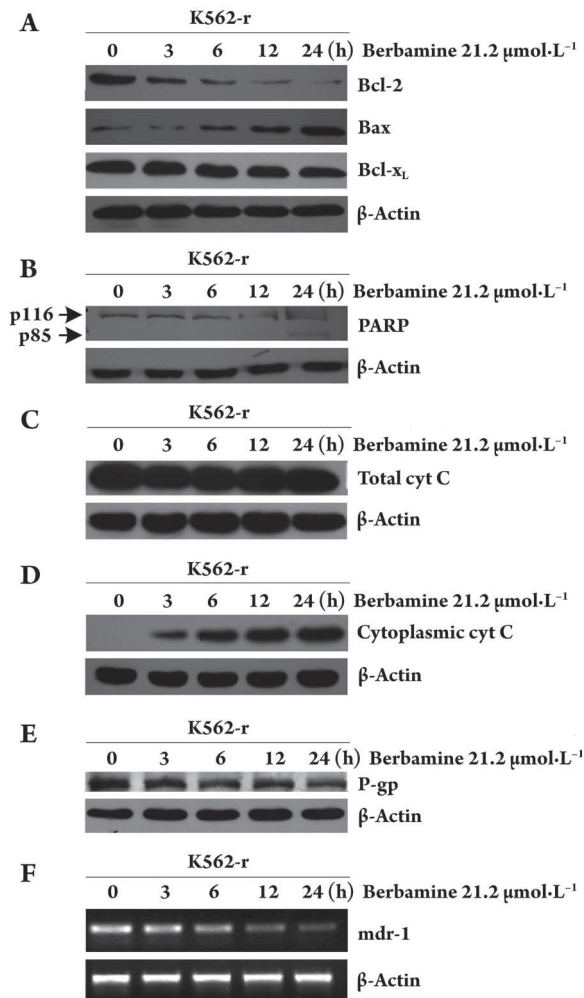 A
K562-r
0 3 6 12 24 (h) Berbamine 21.2 μmol·L⁻¹
Bcl-2
Bax
Bcl-xL
β-Actin
B
K562-r
0 3 6 12 24 (h) Berbamine 21.2 μmol·L⁻¹
p116
PARP
p85
β-Actin
C
K562-r
0 3 6 12 24 (h) Berbamine 21.2 μmol·L⁻¹
Total cyt C
β-Actin
D
K562-r
0 3 6 12 24 (h) Berbamine 21.2 μmol·L⁻¹
Cytoplasmic cyt C
β-Actin
E
K562-r
0 3 6 12 24 (h) Berbamine 21.2 μmol·L⁻¹
P-gp
β-Actin
F
K562-r
0 3 6 12 24 (h) Berbamine 21.2 μmol·L⁻¹
mdr-1
β-Actin